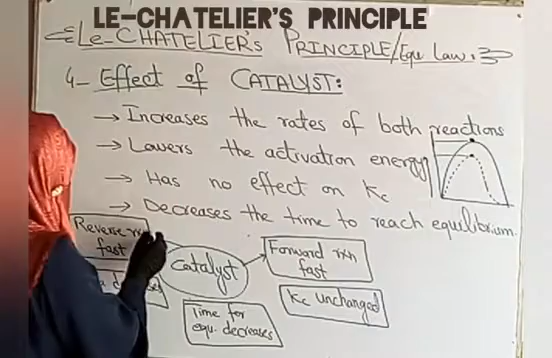 LE-CHATELIER'S PRINCIPLE
Le-CHATELIER's PRINCIPLE/Equ Law:
4- Effect of CATALYST:
→ Increases the rates of both reactions
→ Lowers the activation energy
→ Has no effect on Kc
→ Decreases the time to reach equilibrium.
Reverse
fast
Catalyst
Forward rxn
fast
Kc unchanged
Time for
equ. decreases